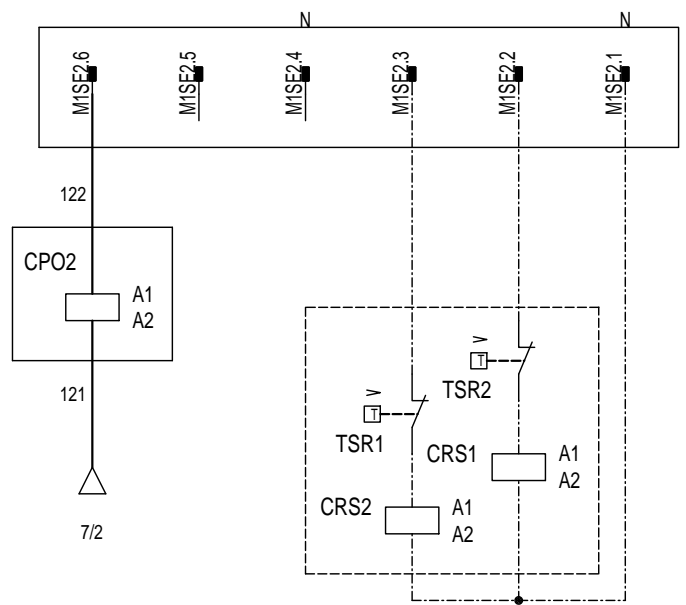 N
N
M1SE2.6
M1SE2.5
M1SE2.4
M1SE2.3
M1SE2.2
M1SE2.1
122
CPO2
A1
A2
121
7/2
V
T
TSR2
V
T
TSR1
CRS1
A1
A2
CRS2
A1
A2